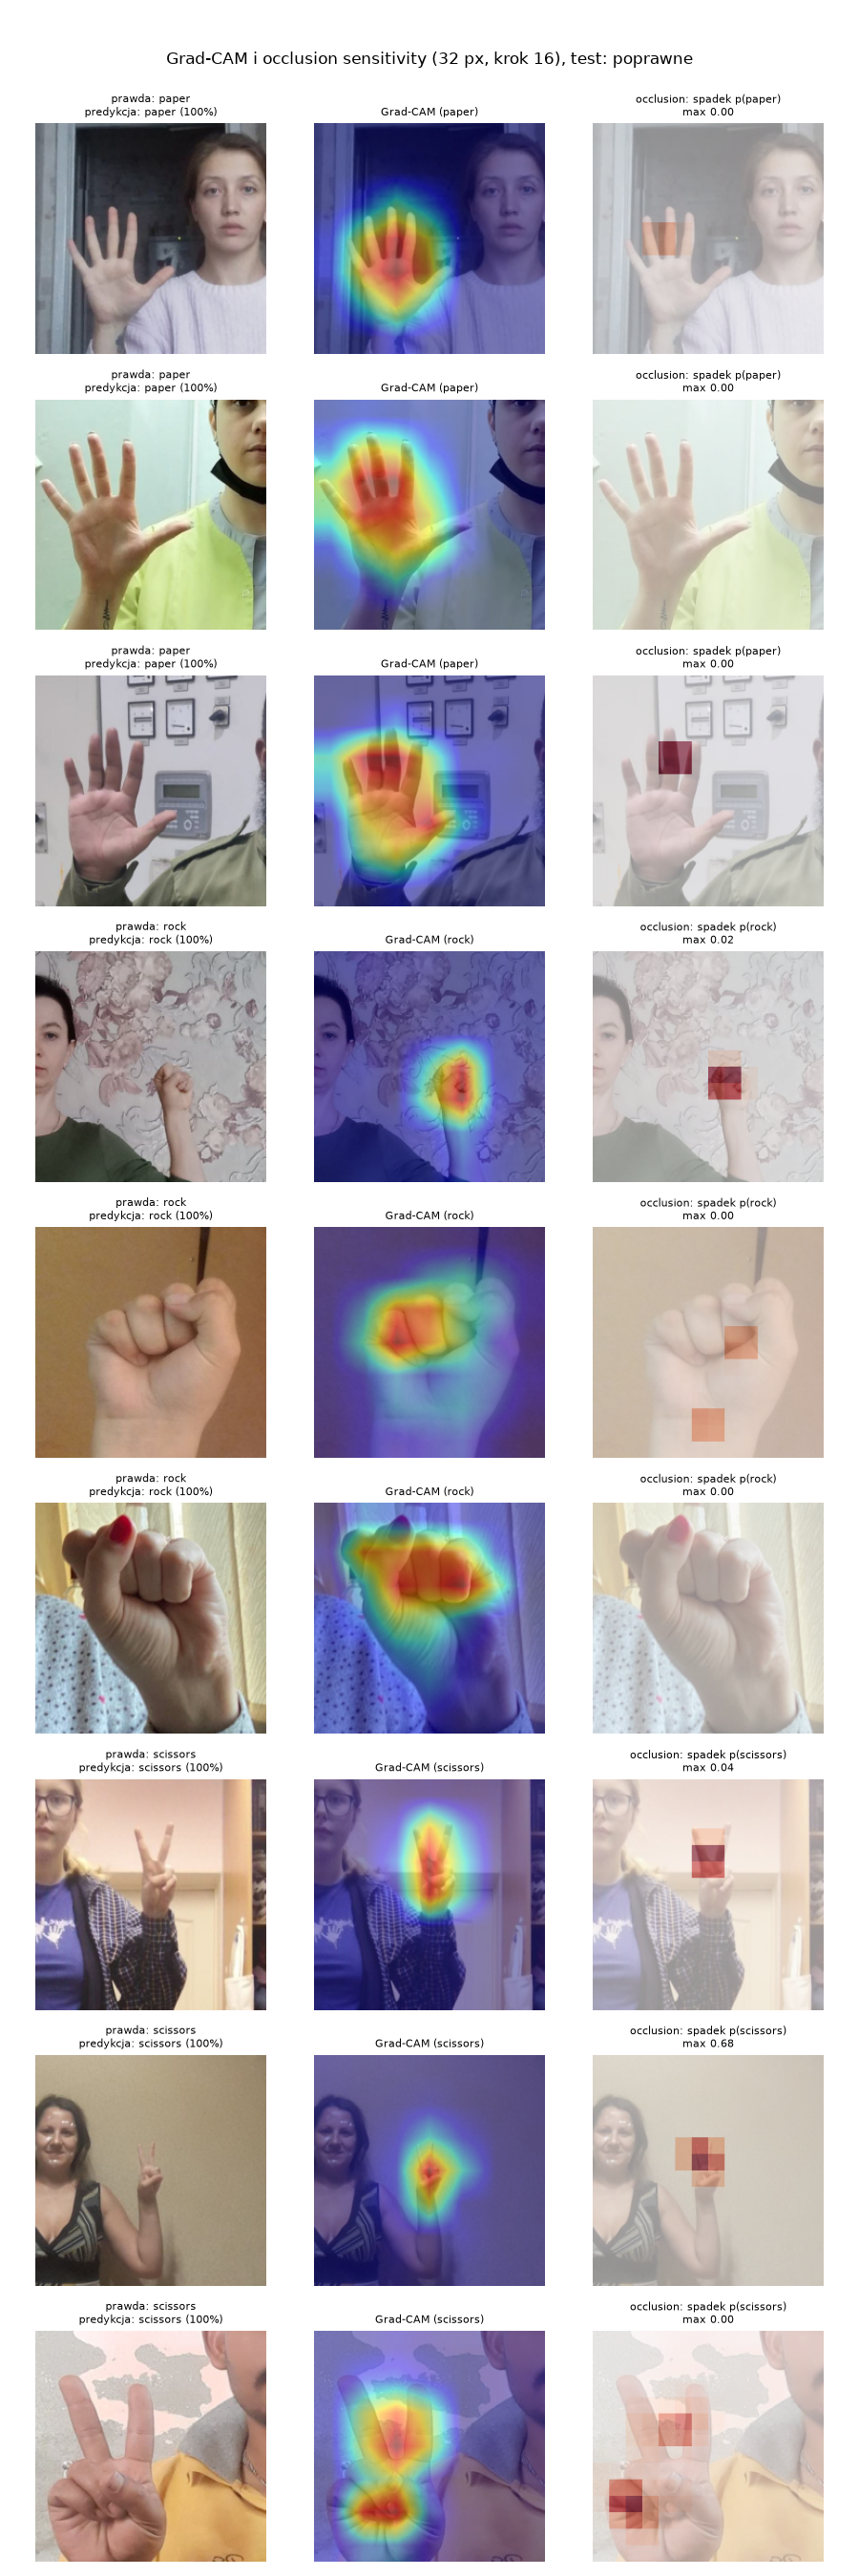 Grad-CAM i occlusion sensitivity (32 px, krok 16), test: poprawne
prawda: paper
predykcja: paper (100%)
Grad-CAM (paper)
occlusion: spadek p(paper)
max 0.00
prawda: paper
predykcja: paper (100%)
Grad-CAM (paper)
occlusion: spadek p(paper)
max 0.00
prawda: paper
predykcja: paper (100%)
Grad-CAM (paper)
occlusion: spadek p(paper)
max 0.00
prawda: rock
predykcja: rock (100%)
Grad-CAM (rock)
occlusion: spadek p(rock)
max 0.02
prawda: rock
predykcja: rock (100%)
Grad-CAM (rock)
occlusion: spadek p(rock)
max 0.00
prawda: rock
predykcja: rock (100%)
Grad-CAM (rock)
occlusion: spadek p(rock)
max 0.00
prawda: scissors
predykcja: scissors (100%)
Grad-CAM (scissors)
occlusion: spadek p(scissors)
max 0.04
prawda: scissors
predykcja: scissors (100%)
Grad-CAM (scissors)
occlusion: spadek p(scissors)
max 0.68
prawda: scissors
predykcja: scissors (100%)
Grad-CAM (scissors)
occlusion: spadek p(scissors)
max 0.00